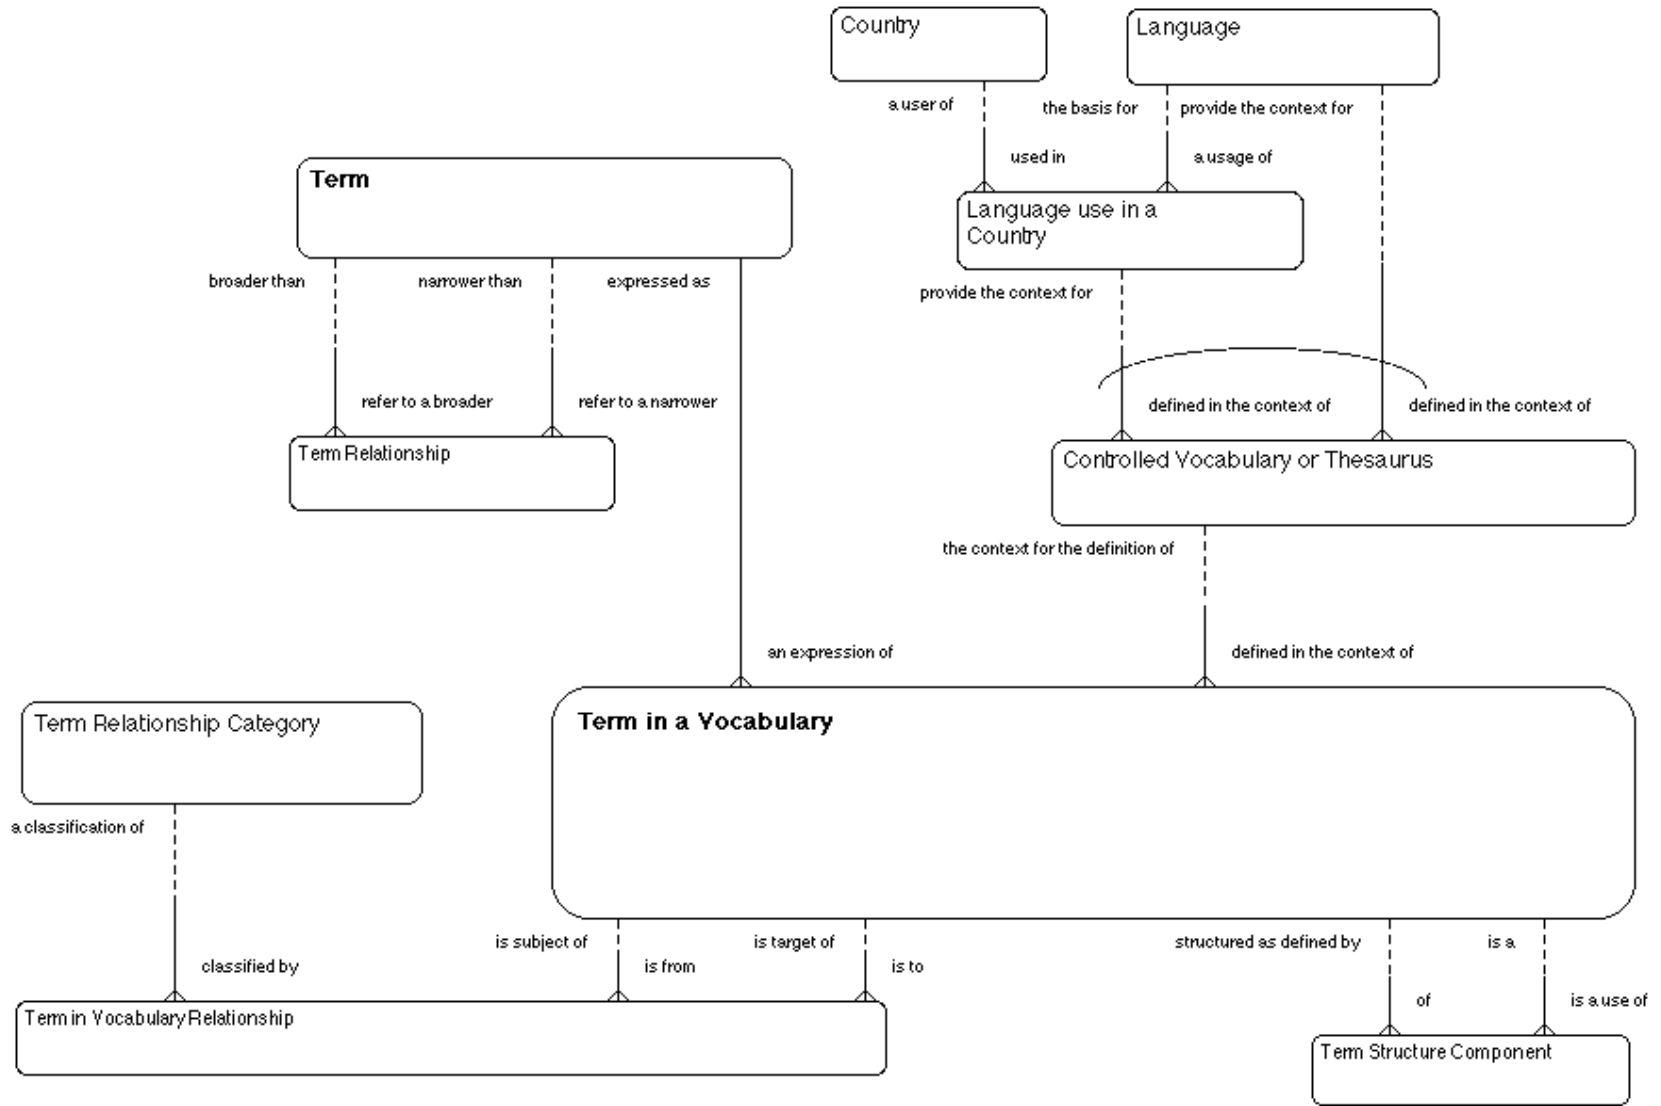 Country
Language
a user of
the basis for
provide the context for
used in
a usage of
Term
Language use in a
Country
broader than
narrower than
expressed as
provide the context for
refer to a broader
refer to a narrower
defined in the context of
defined in the context of
Term Relationship
Controlled Vocabulary or Thesaurus
the context for the definition of
an expression of
defined in the context of
Term Relationship Category
Term in a Vocabulary
a classification of
is subject of
is target of
structured as defined by
is a
classified by
is from
is to
of
is a use of
Term in Vocabulary Relationship
Term Structure Component